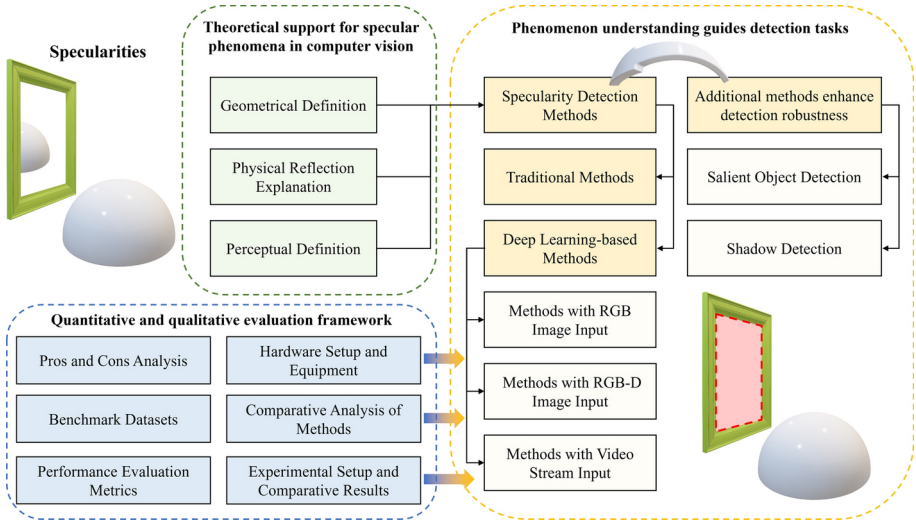 Specularities
Theoretical support for specular
phenomena in computer vision
Geometrical Definition
Physical Reflection
Explanation
Perceptual Definition
Phenomenon understanding guides detection tasks
Specularity Detection
Methods
Additional methods enhance
detection robustness
Traditional Methods
Salient Object Detection
Deep Learning-based
Methods
Shadow Detection
Methods with RGB
Image Input
Methods with RGB-D
Image Input
Methods with Video
Stream Input
Quantitative and qualitative evaluation framework
Pros and Cons Analysis
Hardware Setup and
Equipment
Benchmark Datasets
Comparative Analysis of
Methods
Performance Evaluation
Metrics
Experimental Setup and
Comparative Results